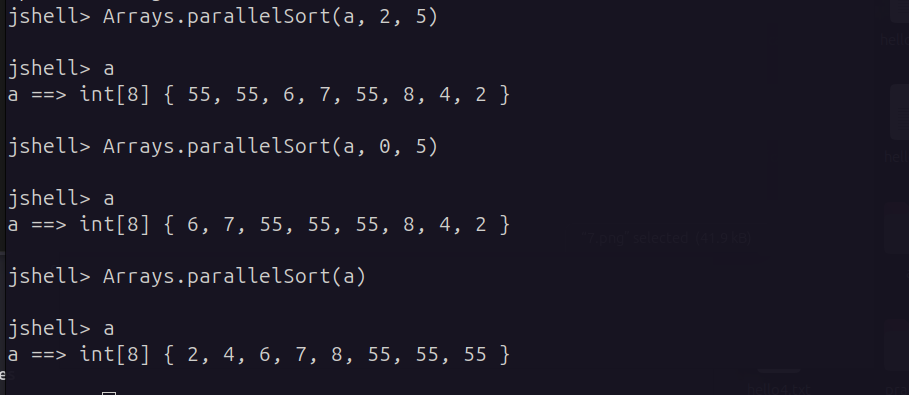 jshell> Arrays.parallelSort(a, 2, 5)
jshell> a
a ==> int[8] { 55, 55, 6, 7, 55, 8, 4, 2 }
jshell> Arrays.parallelSort(a, 0, 5)
jshell> a
a ==> int[8] { 6, 7, 55, 55, 55, 8, 4, 2 }
jshell> Arrays.parallelSort(a)
jshell> a
a ==> int[8] { 2, 4, 6, 7, 8, 55, 55, 55 }